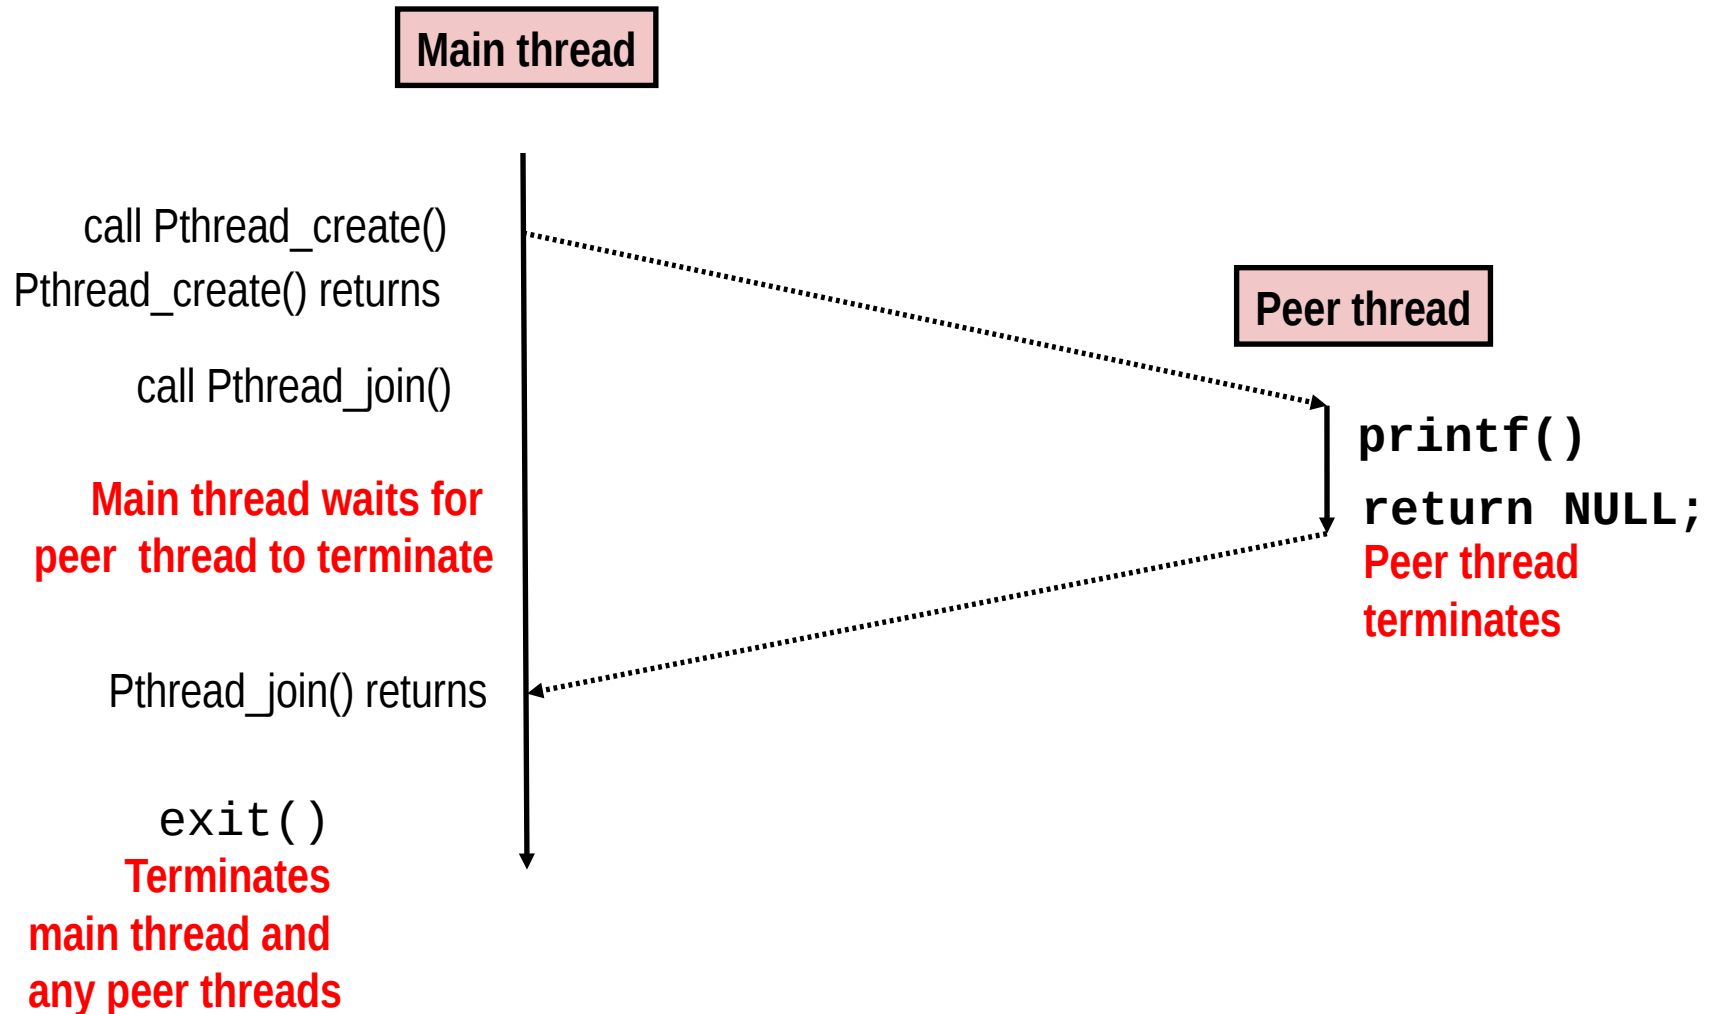 Main thread
call Pthread_create()
Pthread_create() returns
Peer thread
call Pthread_join()
printf()
Main thread waits for
peer  thread to terminate
return NULL;
Peer thread
terminates
Pthread_join() returns
exit()
Terminates
main thread and
any peer threads